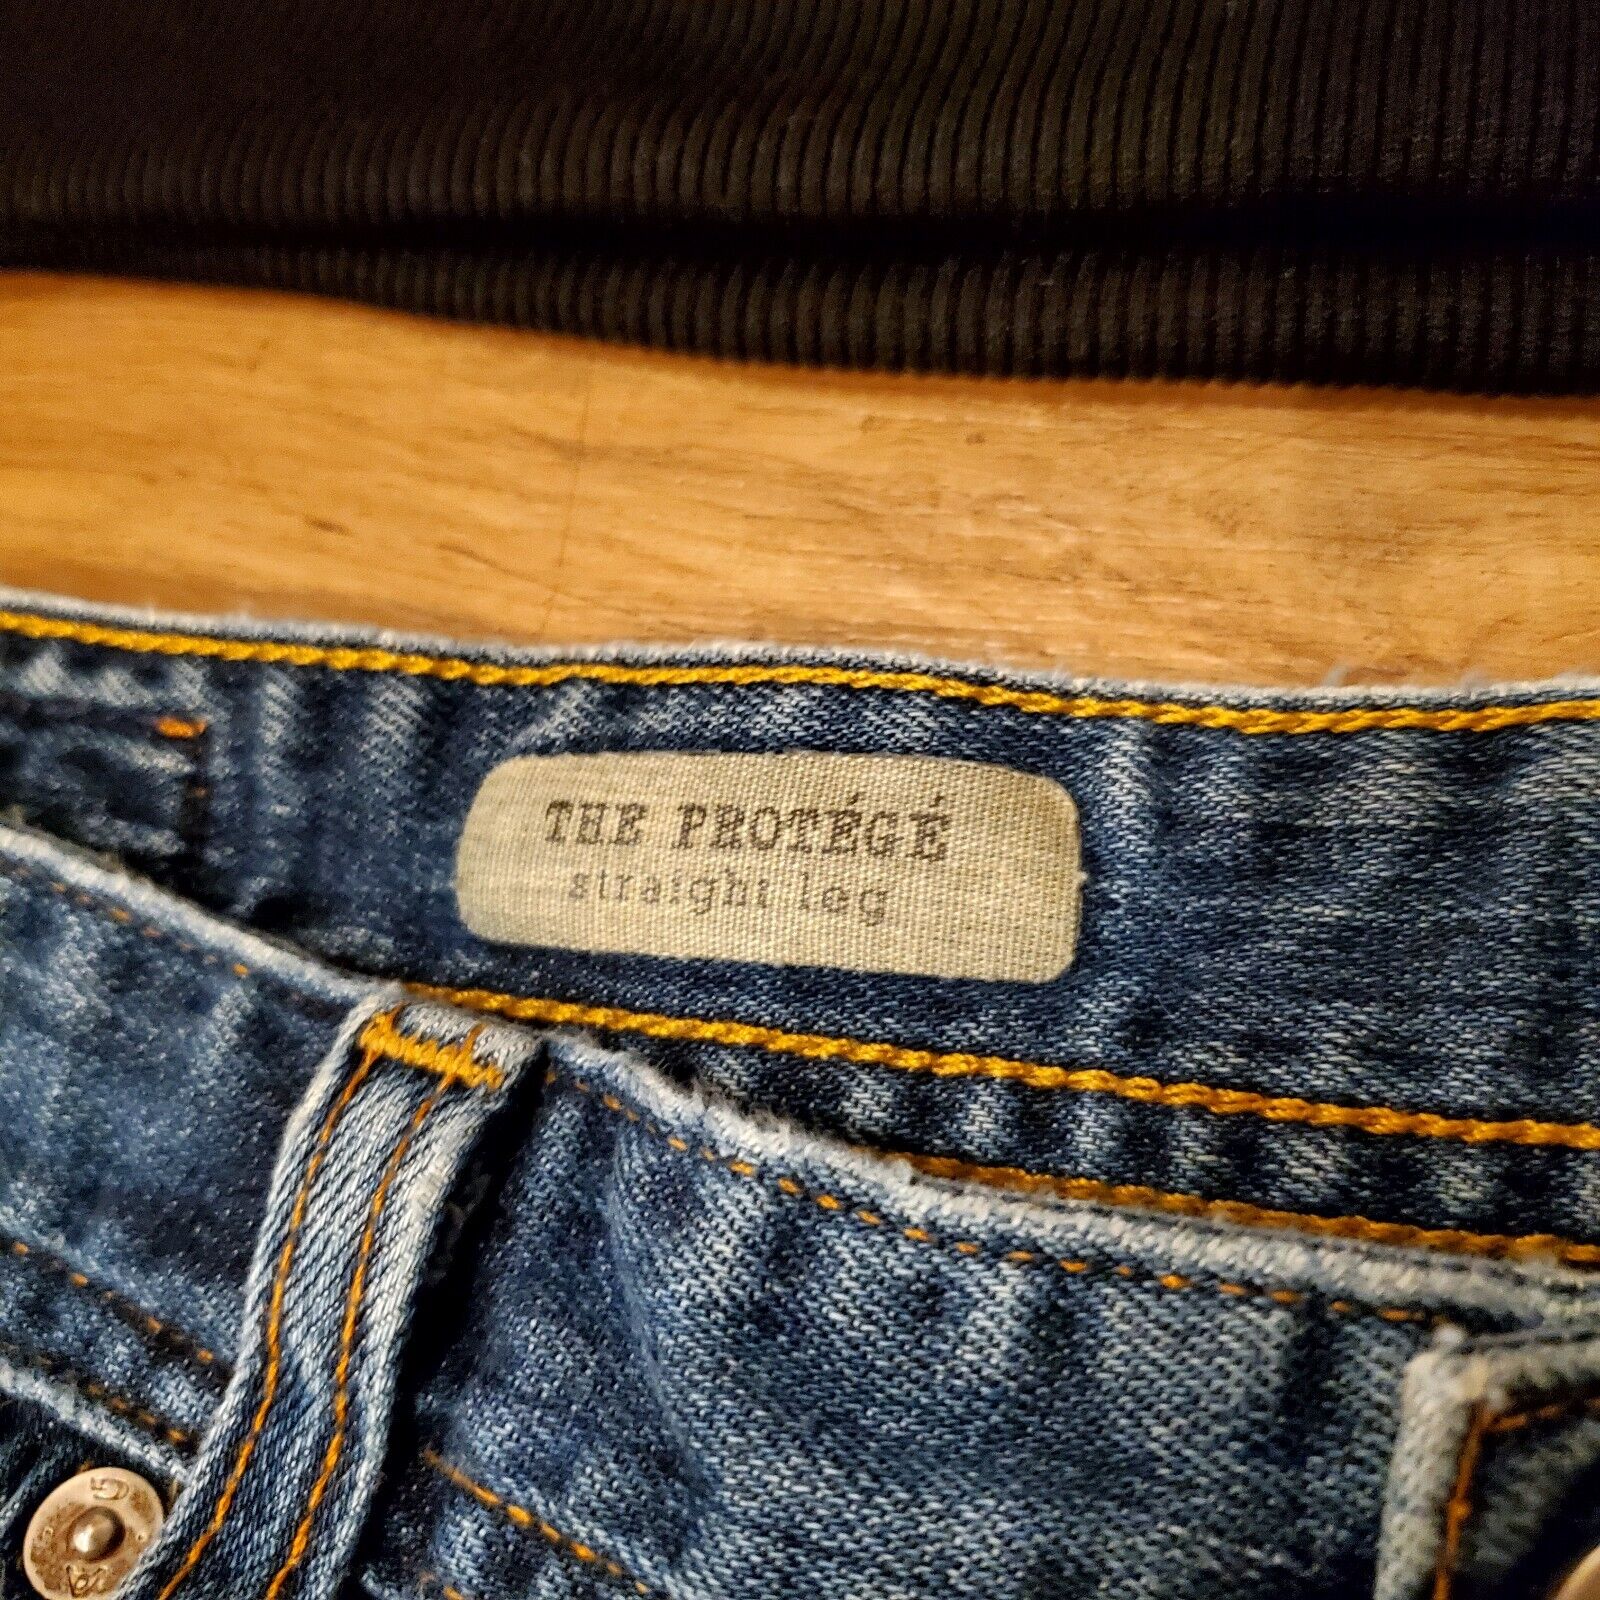 THE PROTÉGÉ
straight leg